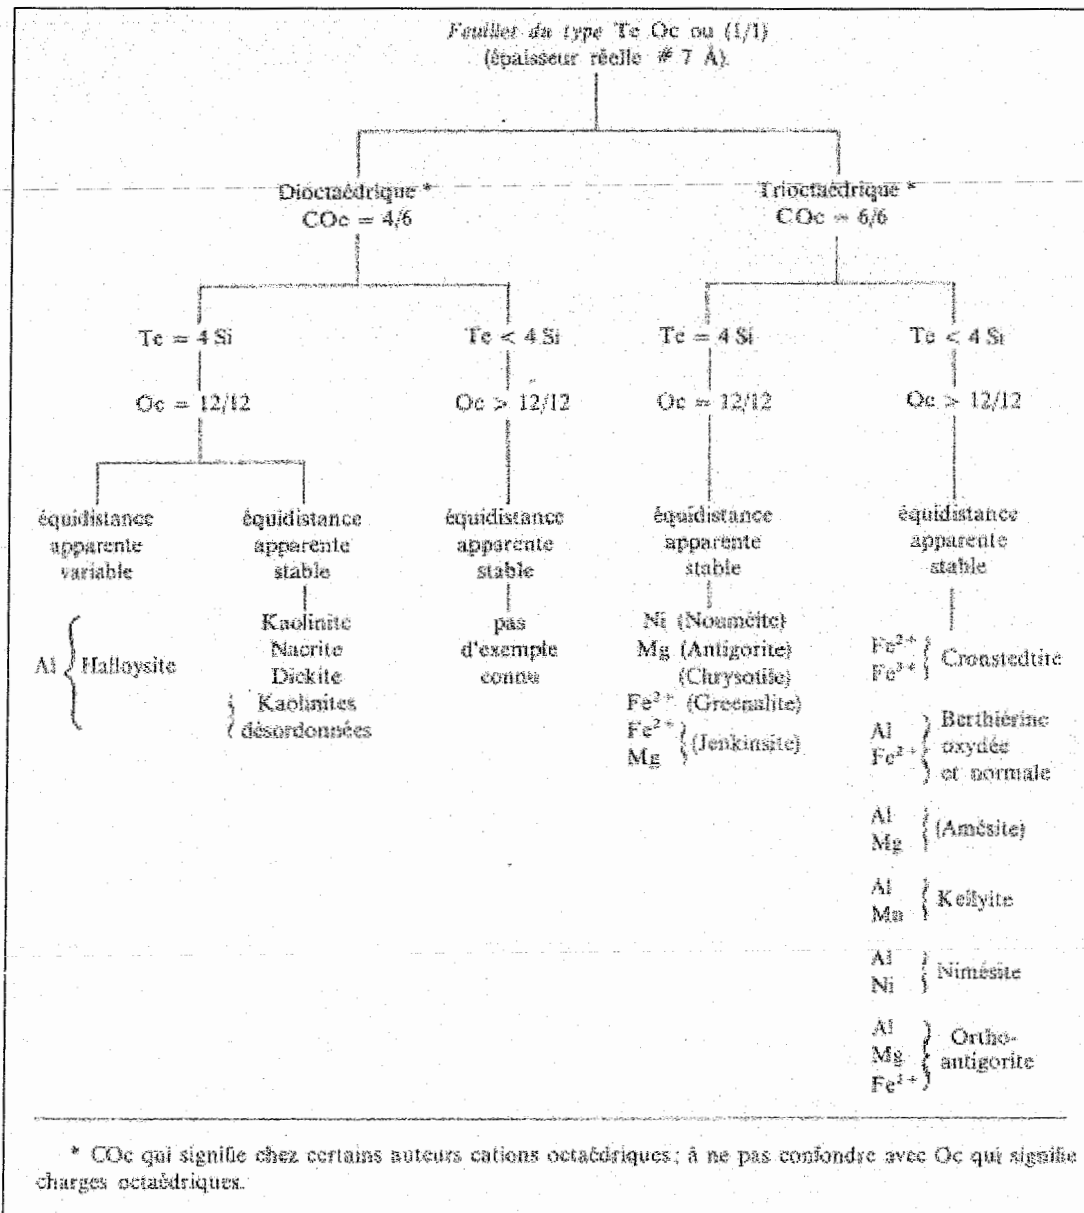 Feuillet du type Te Oc ou (1/1)
(épaisseur réelle # 7 Å).
Dioctaédrique *
COc = 4/6
Trioctaédrique *
COc = 6/6
Te = 4 Si
Oc = 12/12
Te < 4 Si
Oc > 12/12
Te = 4 Si
Oc = 12/12
Te < 4 Si
Oc > 12/12
équidistance
apparente
variable
Al { Halloysite
équidistance
apparente
stable
Kaolinite
Nacrite
Dickite
{ Kaolinites
désordonnées
équidistance
apparente
stable
pas
d'exemple
connu
équidistance
apparente
stable
Ni (Nouméite)
Mg (Antigorite)
(Chrysotile)
Fe²⁺ (Greenalite)
Fe²⁺
Mg } (Jenkinsite)
équidistance
apparente
stable
Fe²⁺
Fe³⁺ { Cronstedtite
Al
Fe²⁺ } Berthiérine
oxydée
et normale
Al
Mg { (Amésite)
Al
Mn { Kellyite
Al
Ni { Nimésite
Al
Mg
Fe²⁺ } Ortho-
antigorite
* COc qui signifie chez certains auteurs cations octaédriques; à ne pas confondre avec Oc qui signifie
charges octaédriques.